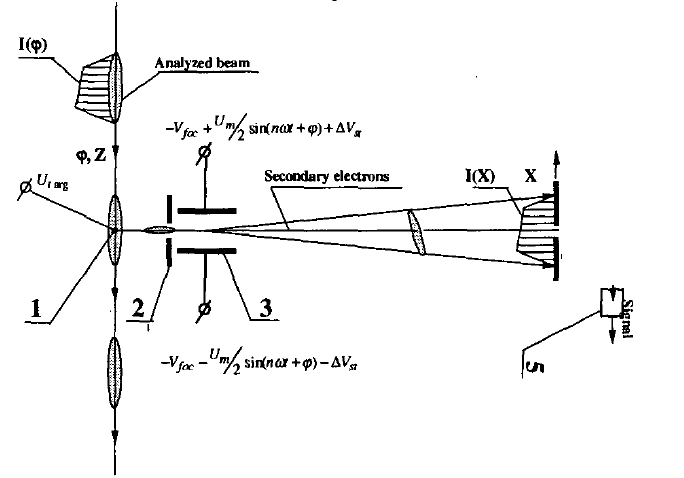 I(φ)
Analyzed beam
-V_foc + U_m/2 sin(nωt + φ) + ΔV_st
φ, Z
U_targ
Secondary electrons
I(X)
X
1
2
3
Signal
5
-V_foc - U_m/2 sin(nωt + φ) - ΔV_st